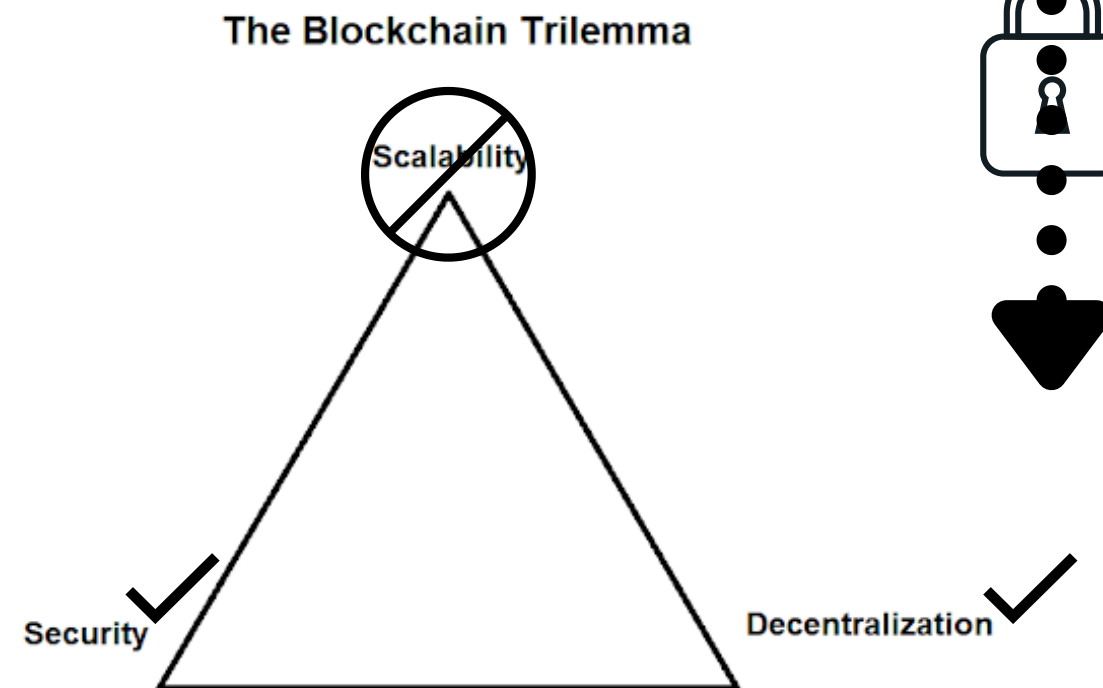 The Blockchain Trilemma
Scalability
Security
Decentralization